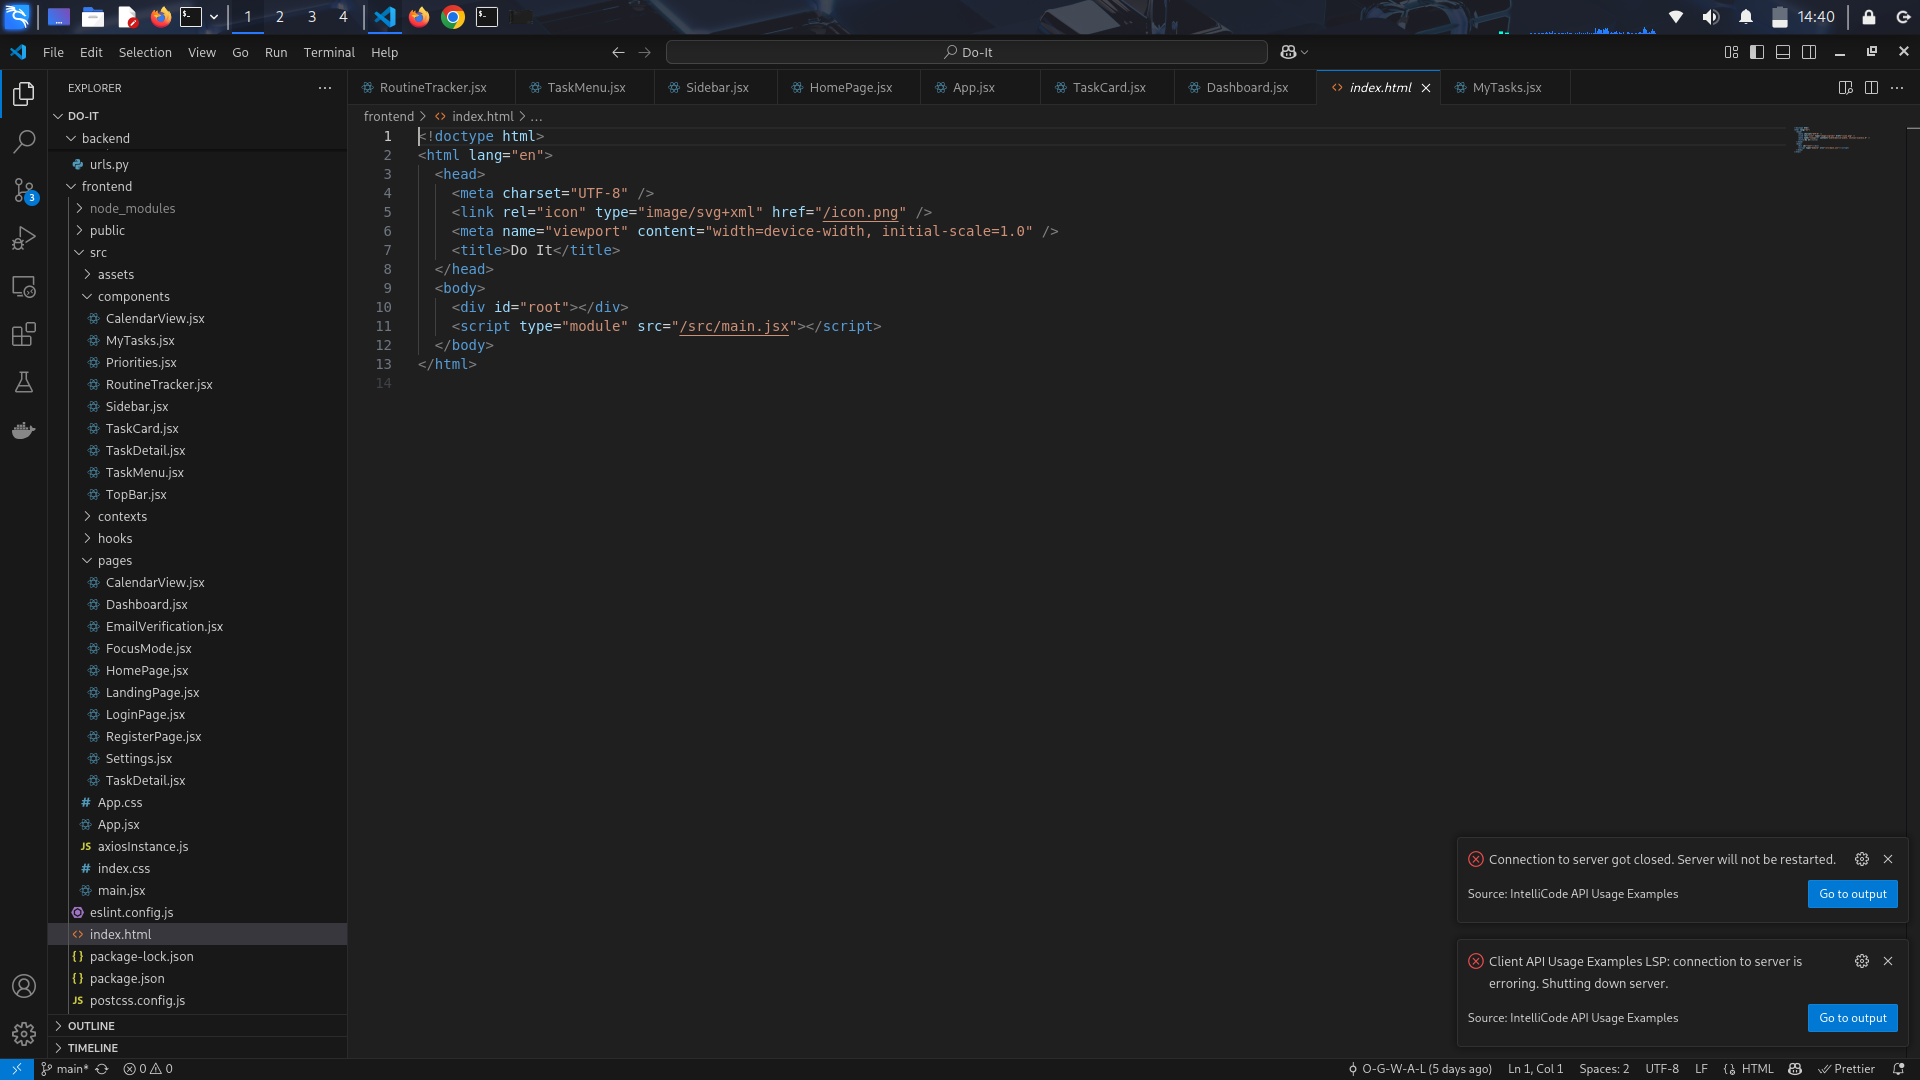 1
2
3
4
14:40
File Edit Selection View Go Run Terminal Help
Do-It
EXPLORER
DO-IT
backend
urls.py
frontend
node_modules
public
src
assets
components
CalendarView.jsx
MyTasks.jsx
Priorities.jsx
RoutineTracker.jsx
Sidebar.jsx
TaskCard.jsx
TaskDetail.jsx
TaskMenu.jsx
TopBar.jsx
contexts
hooks
pages
CalendarView.jsx
Dashboard.jsx
EmailVerification.jsx
FocusMode.jsx
HomePage.jsx
LandingPage.jsx
LoginPage.jsx
RegisterPage.jsx
Settings.jsx
TaskDetail.jsx
App.css
App.jsx
axiosInstance.js
index.css
main.jsx
eslint.config.js
index.html
package-lock.json
package.json
postcss.config.js
OUTLINE
TIMELINE
3
RoutineTracker.jsx TaskMenu.jsx Sidebar.jsx HomePage.jsx App.jsx TaskCard.jsx Dashboard.jsx index.html MyTasks.jsx
frontend > index.html > ...
1 <!doctype html>
2 <html lang="en">
3 <head>
4 <meta charset="UTF-8" />
5 <link rel="icon" type="image/svg+xml" href="/icon.png" />
6 <meta name="viewport" content="width=device-width, initial-scale=1.0" />
7 <title>Do It</title>
8 </head>
9 <body>
10 <div id="root"></div>
11 <script type="module" src="/src/main.jsx"></script>
12 </body>
13 </html>
14
Connection to server got closed. Server will not be restarted.
Source: IntelliCode API Usage Examples
Go to output
Client API Usage Examples LSP: connection to server is
erroring. Shutting down server.
Source: IntelliCode API Usage Examples
Go to output
main* 0 0 O-G-W-A-L (5 days ago) Ln 1, Col 1 Spaces: 2 UTF-8 LF HTML Prettier